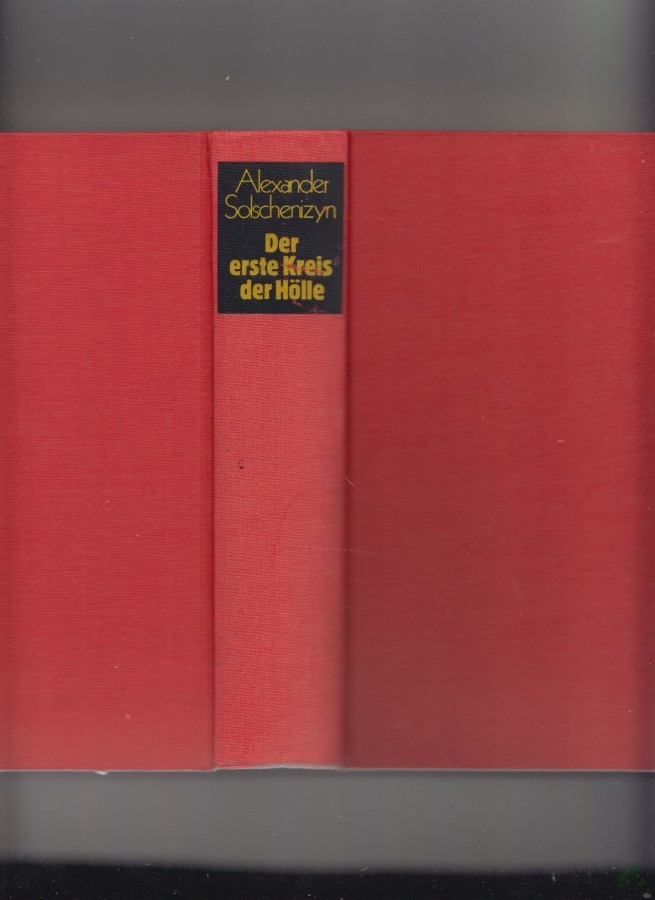 Alexander
Solschenizyn
Der
erste Kreis
der Hölle